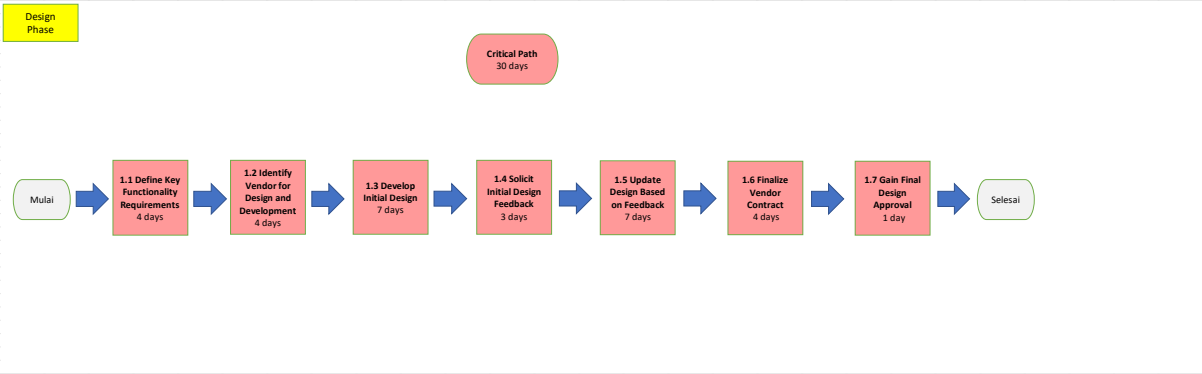 Design
Phase
Critical Path
30 days
Mulai
1.1 Define Key
Functionality
Requirements
4 days
1.2 Identify
Vendor for
Design and
Development
4 days
1.3 Develop
Initial Design
7 days
1.4 Solicit
Initial Design
Feedback
3 days
1.5 Update
Design Based
on Feedback
7 days
1.6 Finalize
Vendor
Contract
4 days
1.7 Gain Final
Design
Approval
1 day
Selesai